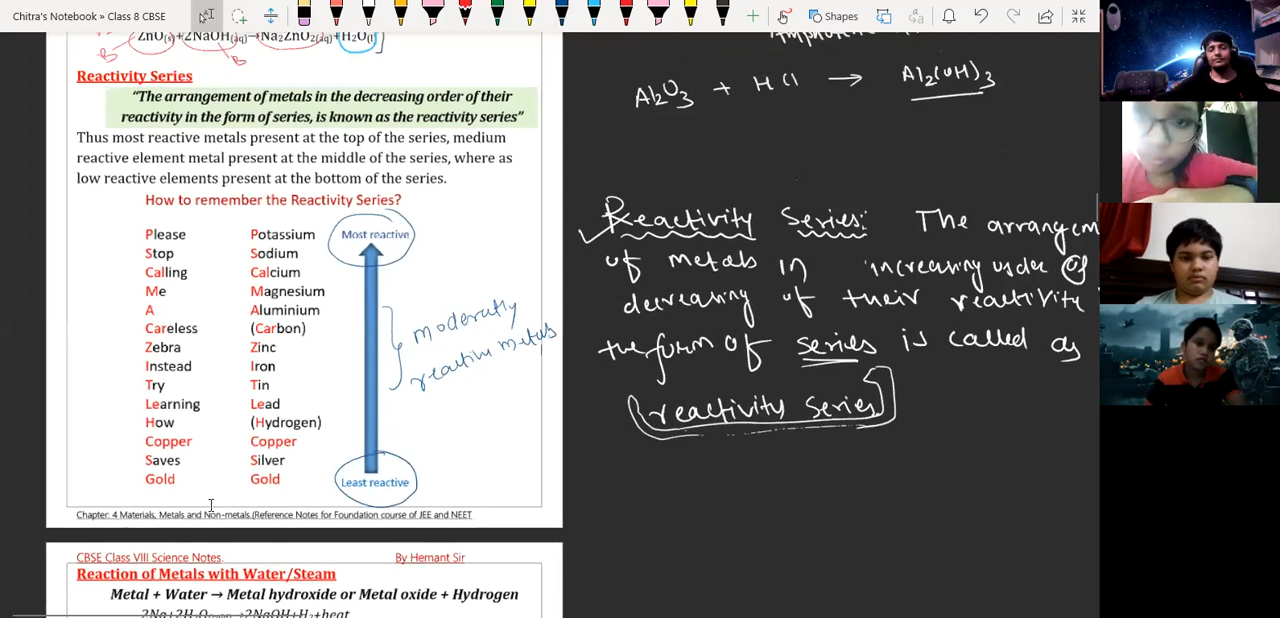 Chitra's Notebook » Class 8 CBSE
Shapes
ZnO(s)+2NaOH(aq)→Na2ZnO2(aq)+H2O(l)
B
B
Reactivity Series
"The arrangement of metals in the decreasing order of their
reactivity in the form of series, is known as the reactivity series"
Thus most reactive metals present at the top of the series, medium
reactive element metal present at the middle of the series, where as
low reactive elements present at the bottom of the series.
How to remember the Reactivity Series?
Please Potassium Most reactive
Stop Sodium
Calling Calcium
Me Magnesium
A Aluminium
Careless (Carbon)
Zebra Zinc
Instead Iron
Try Tin
Learning Lead
How (Hydrogen)
Copper Copper
Saves Silver
Gold Gold Least reactive
moderatly
reactive metals
Chapter: 4 Materials, Metals and Non-metals.(Reference Notes for Foundation course of JEE and NEET
CBSE Class VIII Science Notes. By Hemant Sir
Reaction of Metals with Water/Steam
Metal + Water → Metal hydroxide or Metal oxide + Hydrogen
Al2O3 + HCl → Al2(OH)3
Reactivity Series: The arrangem
of metals in increasing order of
decreasing of their reactivity
the form of series is called as
reactivity series